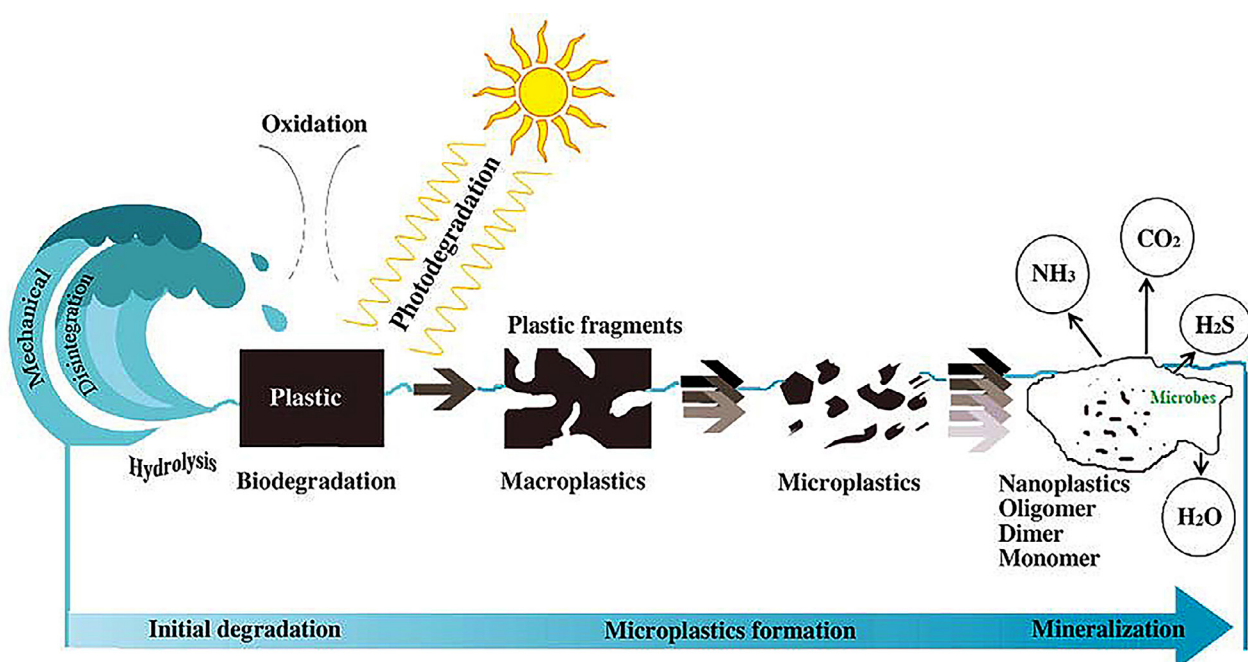 Oxidation
Photodegradation
Mechanical
Disintegration
Hydrolysis
Plastic
Biodegradation
Plastic fragments
Macroplastics
Microplastics
NH₃
CO₂
H₂S
Microbes
H₂O
Nanoplastics
Oligomer
Dimer
Monomer
Initial degradation
Microplastics formation
Mineralization